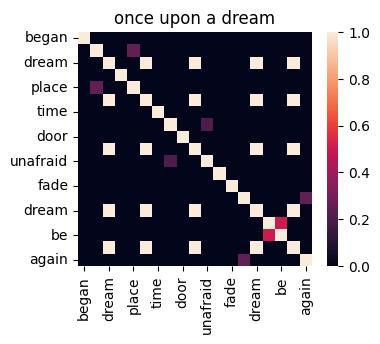 once upon a dream
began
dream
place
time
door
unafraid
fade
dream
be
again
1.0
0.8
0.6
0.4
0.2
0.0
began
dream
place
time
door
unafraid
fade
dream
be
again